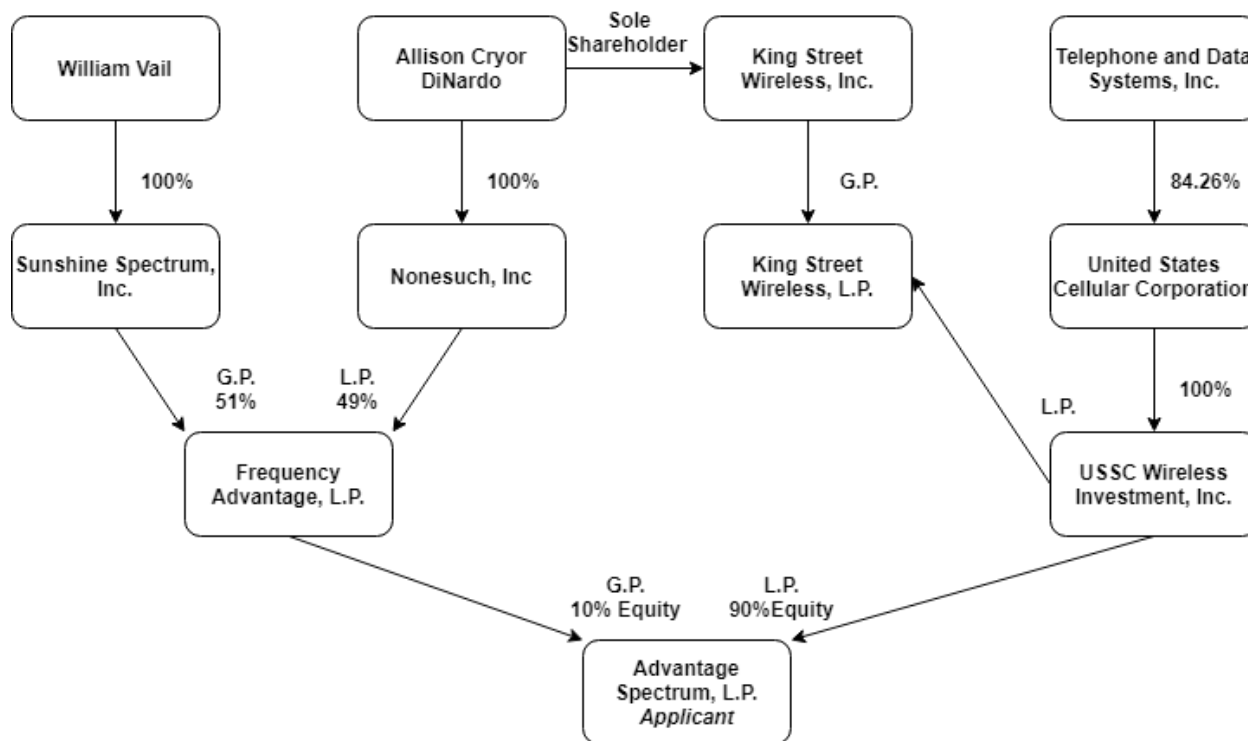 Sole
Shareholder
William Vail
Allison Cryor
DiNardo
King Street
Wireless, Inc.
Telephone and Data
Systems, Inc.
100%
100%
G.P.
84.26%
Sunshine Spectrum,
Inc.
Nonesuch, Inc
King Street
Wireless, L.P.
United States
Cellular Corporation
G.P.
51%
L.P.
49%
L.P.
100%
Frequency
Advantage, L.P.
USSC Wireless
Investment, Inc.
G.P.
10% Equity
L.P.
90%Equity
Advantage
Spectrum, L.P.
Applicant